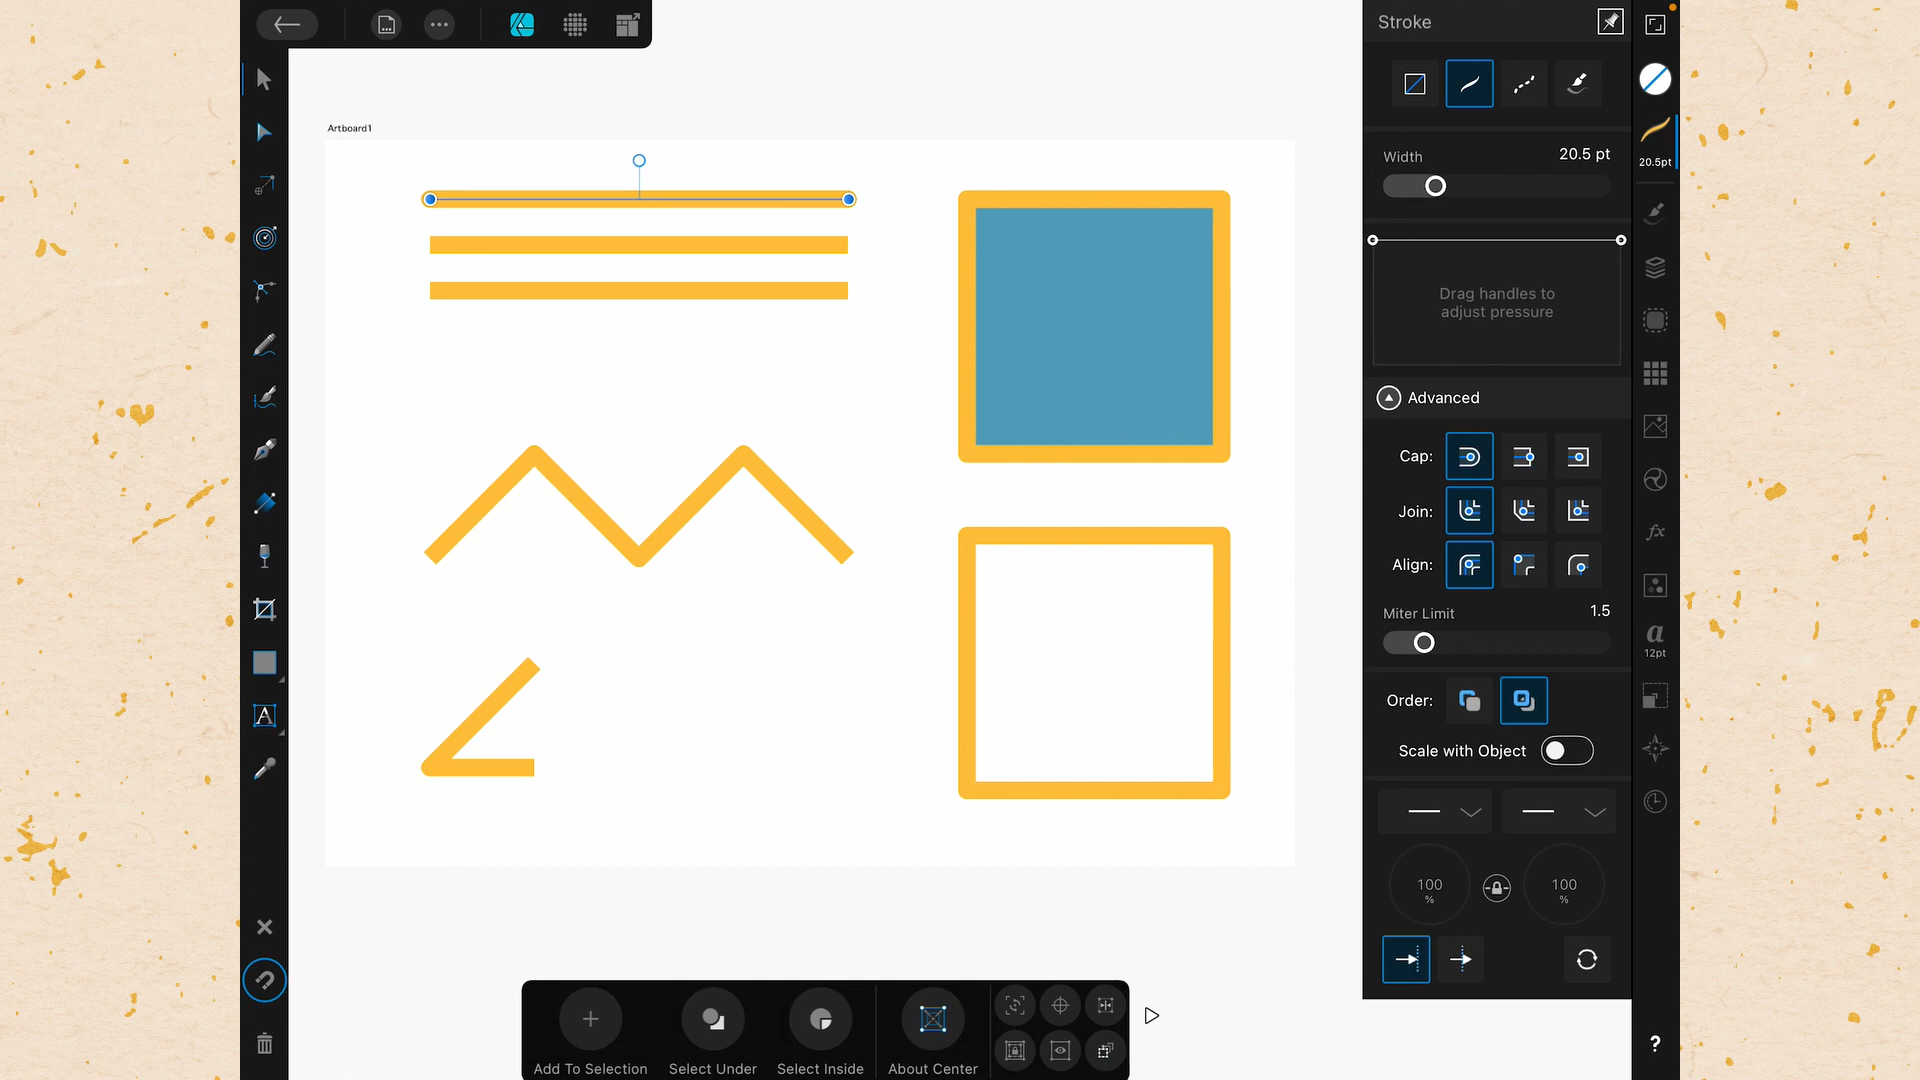 Stroke
Width
20.5 pt
20.5pt
Artboard1
Drag handles to
adjust pressure
Advanced
Cap:
Join:
Align:
Miter Limit
1.5
fx
a
12pt
Order:
Scale with Object
A
100
%
100
%
Add To Selection
Select Under
Select Inside
About Center
?